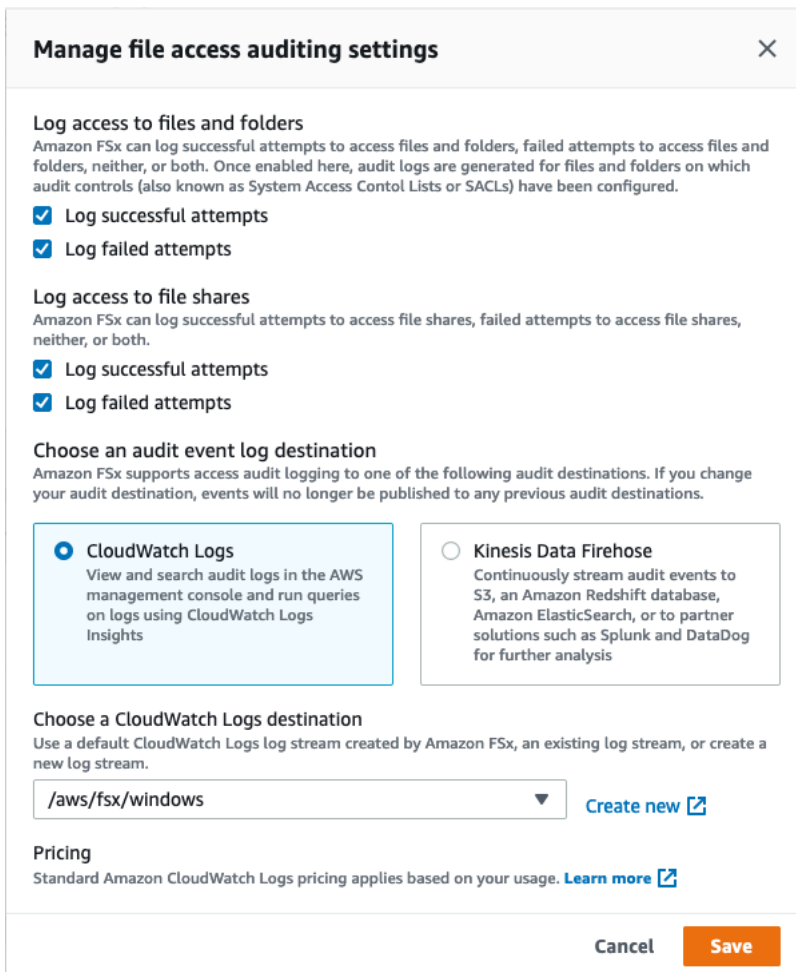 Manage file access auditing settings
Log access to files and folders
Amazon FSx can log successful attempts to access files and folders, failed attempts to access files and
folders, neither, or both. Once enabled here, audit logs are generated for files and folders on which
audit controls (also known as System Access Contol Lists or SACLs) have been configured.
Log successful attempts
Log failed attempts
Log access to file shares
Amazon FSx can log successful attempts to access file shares, failed attempts to access file shares,
neither, or both.
Log successful attempts
Log failed attempts
Choose an audit event log destination
Amazon FSx supports access audit logging to one of the following audit destinations. If you change
your audit destination, events will no longer be published to any previous audit destinations.
CloudWatch Logs
View and search audit logs in the AWS
management console and run queries
on logs using CloudWatch Logs
Insights
Kinesis Data Firehose
Continuously stream audit events to
S3, an Amazon Redshift database,
Amazon ElasticSearch, or to partner
solutions such as Splunk and DataDog
for further analysis
Choose a CloudWatch Logs destination
Use a default CloudWatch Logs log stream created by Amazon FSx, an existing log stream, or create a
new log stream.
/aws/fsx/windows
Create new
Pricing
Standard Amazon CloudWatch Logs pricing applies based on your usage. Learn more
Cancel
Save